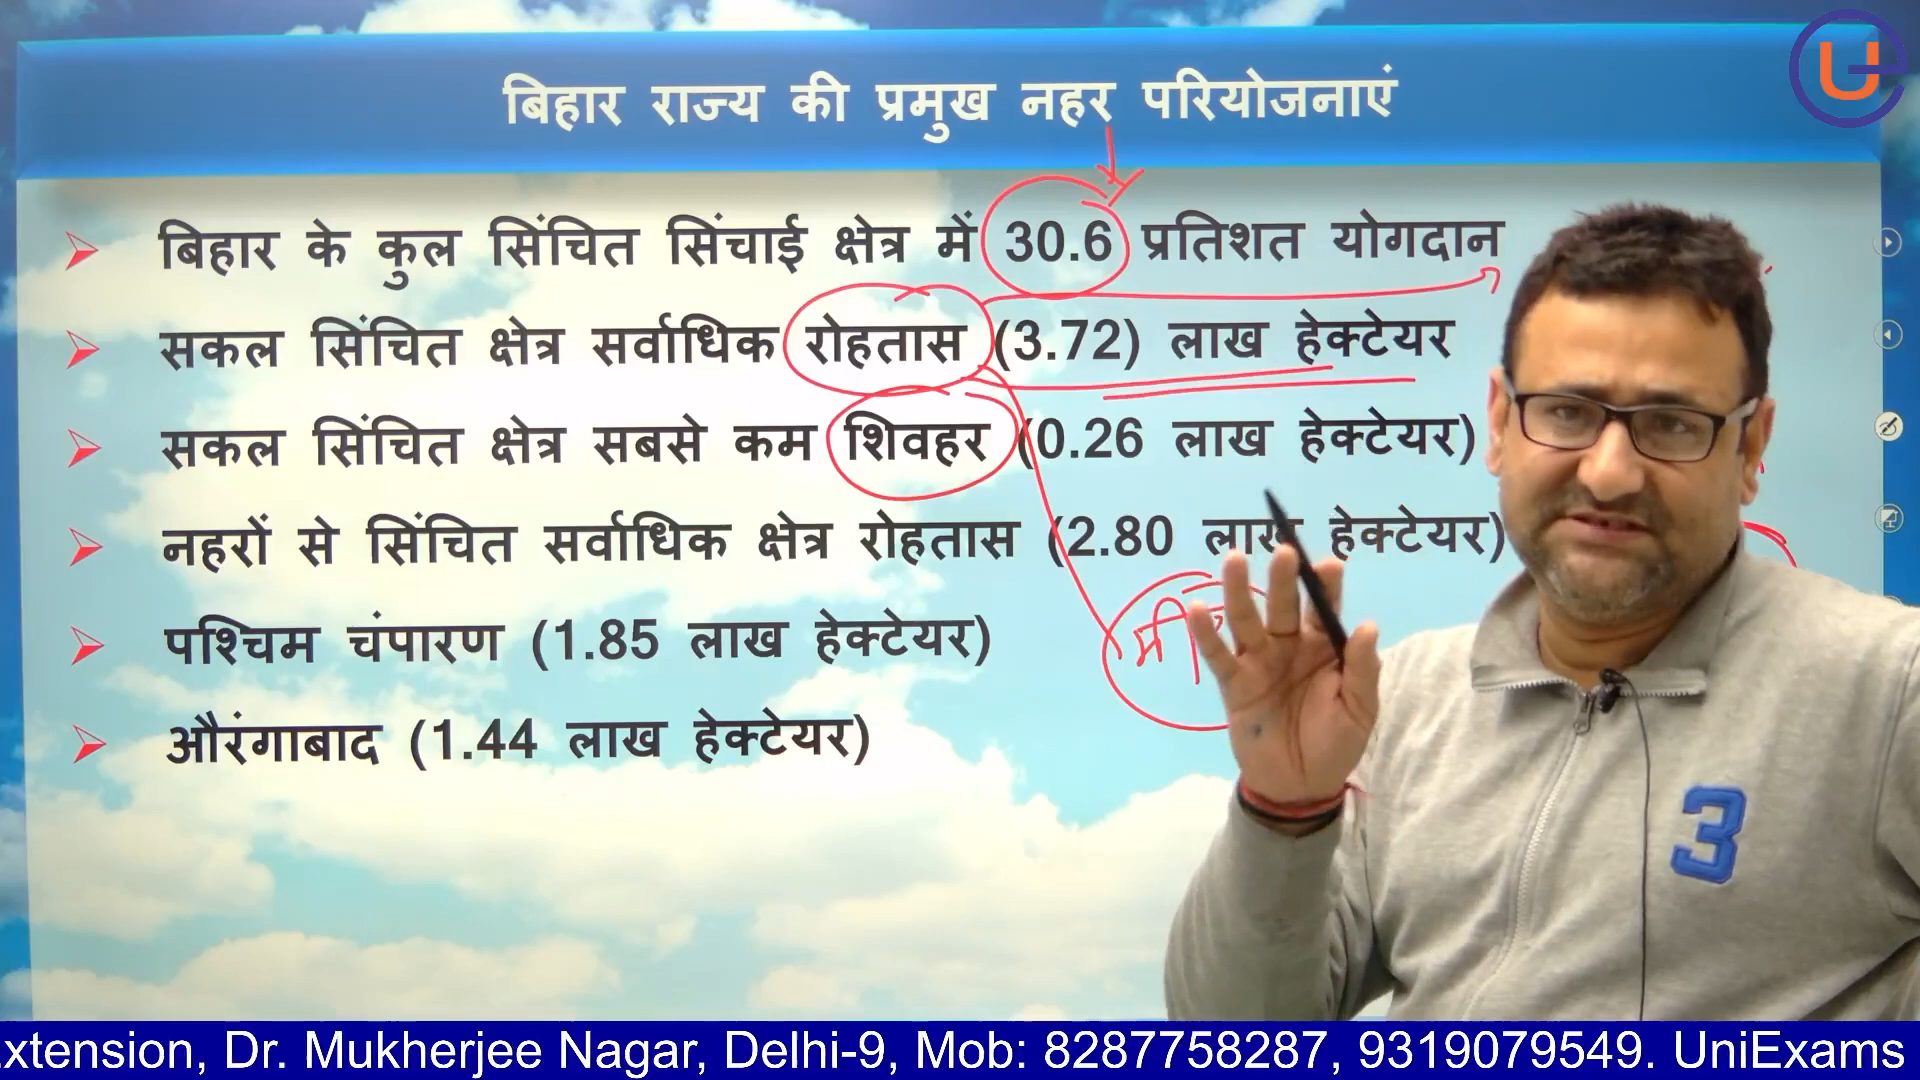 बिहार राज्य की प्रमुख नहर परियोजनाएं
बिहार के कुल सिंचित सिंचाई क्षेत्र में 30.6 प्रतिशत योगदान
सकल सिंचित क्षेत्र सर्वाधिक रोहतास (3.72) लाख हेक्टेयर
सकल सिंचित क्षेत्र सबसे कम शिवहर (0.26 लाख हेक्टेयर)
नहरों से सिंचित सर्वाधिक क्षेत्र रोहतास (2.80 लाख हेक्टेयर)
पश्चिम चंपारण (1.85 लाख हेक्टेयर)
औरंगाबाद (1.44 लाख हेक्टेयर)
3
xtension, Dr. Mukherjee Nagar, Delhi-9, Mob: 8287758287, 9319079549. UniExams